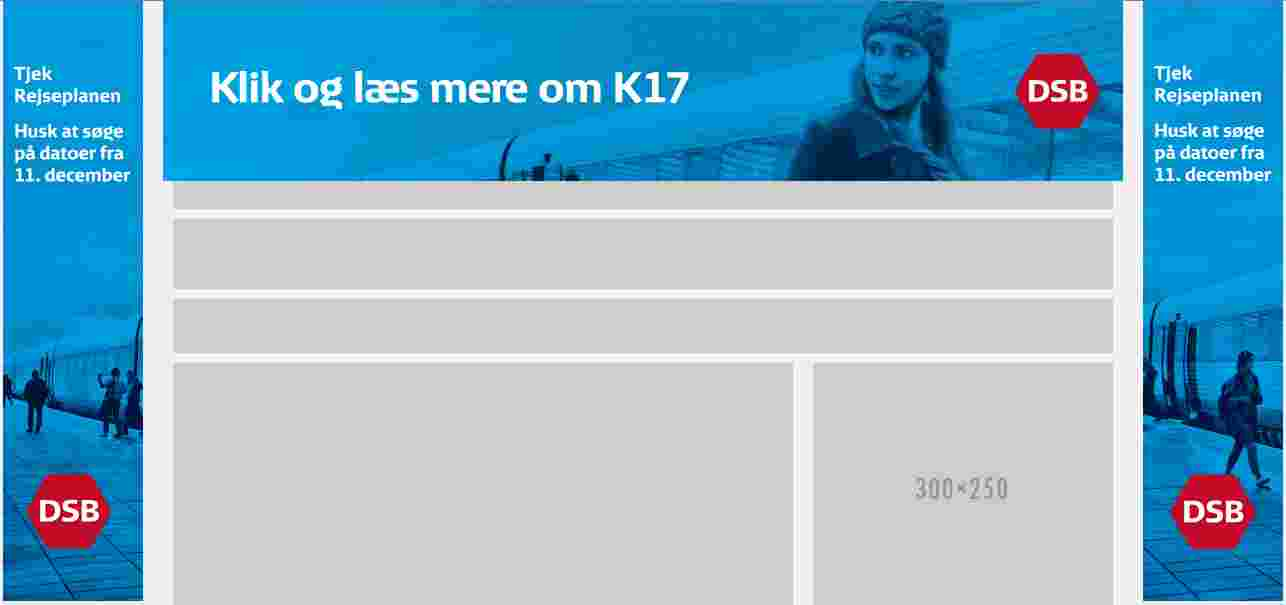 Tjek
Rejseplanen
Husk at søge
på datoer fra
11. december
DSB
Klik og læs mere om K17
DSB
300×250
Tjek
Rejseplanen
Husk at søge
på datoer fra
11. december
DSB